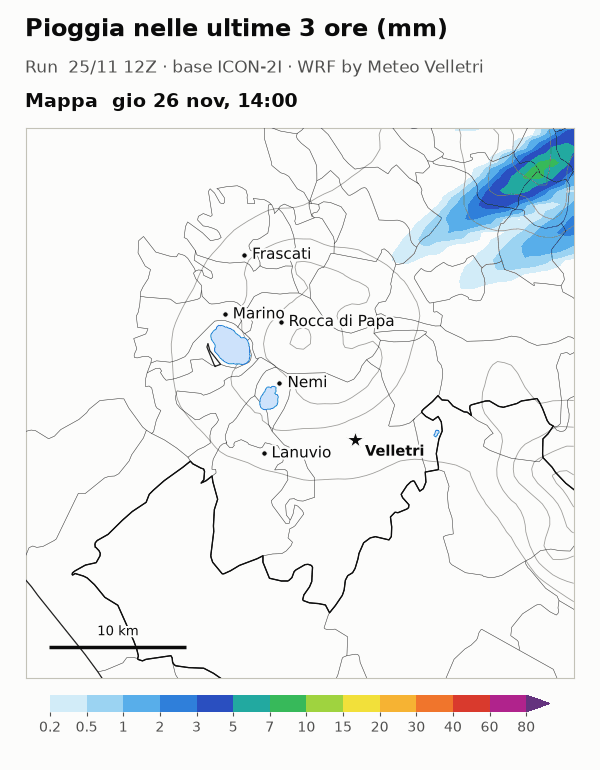 Pioggia nelle ultime 3 ore (mm)
Run 25/11 12Z · base ICON-2I · WRF by Meteo Velletri
Mappa gio 26 nov, 14:00
Frascati
Marino
Rocca di Papa
Nemi
Velletri
Lanuvio
10 km
0.2 0.5 1 2 3 5 7 10 15 20 30 40 60 80